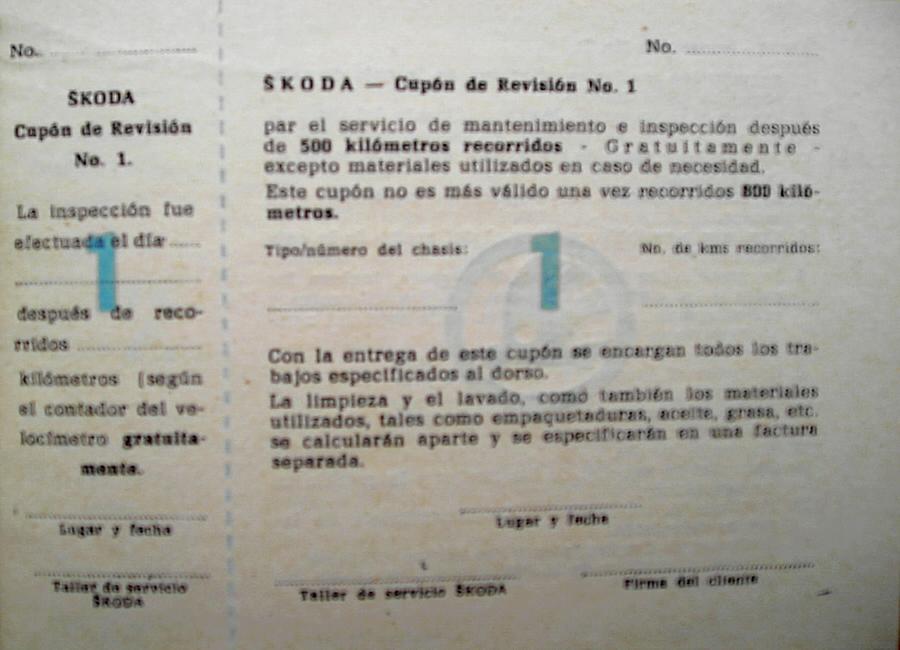 No.
ŠKODA
Cupón de Revisión
No. 1.
La inspección fue
efectuada el día
después de reco-
rridos
kilómetros (según
el contador del ve-
locímetro gratuita-
mente.
Lugar y fecha
Taller de servicio
ŠKODA
1
No.
ŠKODA — Cupón de Revisión No. 1
par el servicio de mantenimiento e inspección después
de 500 kilómetros recorridos - Gratuitamente -
excepto materiales utilizados en caso de necesidad.
Este cupón no es más válido una vez recorridos 800 kiló-
metros.
Tipo/número del chasis:
No. de kms recorridos:
1
Con la entrega de este cupón se encargan todos los tra-
bajos especificados al dorso.
La limpieza y el lavado, como también los materiales
utilizados, tales como empaquetaduras, aceite, grasa, etc.
se calcularán aparte y se especificarán en una factura
separada.
Lugar y fecha
Taller de servicio ŠKODA
Firma del cliente